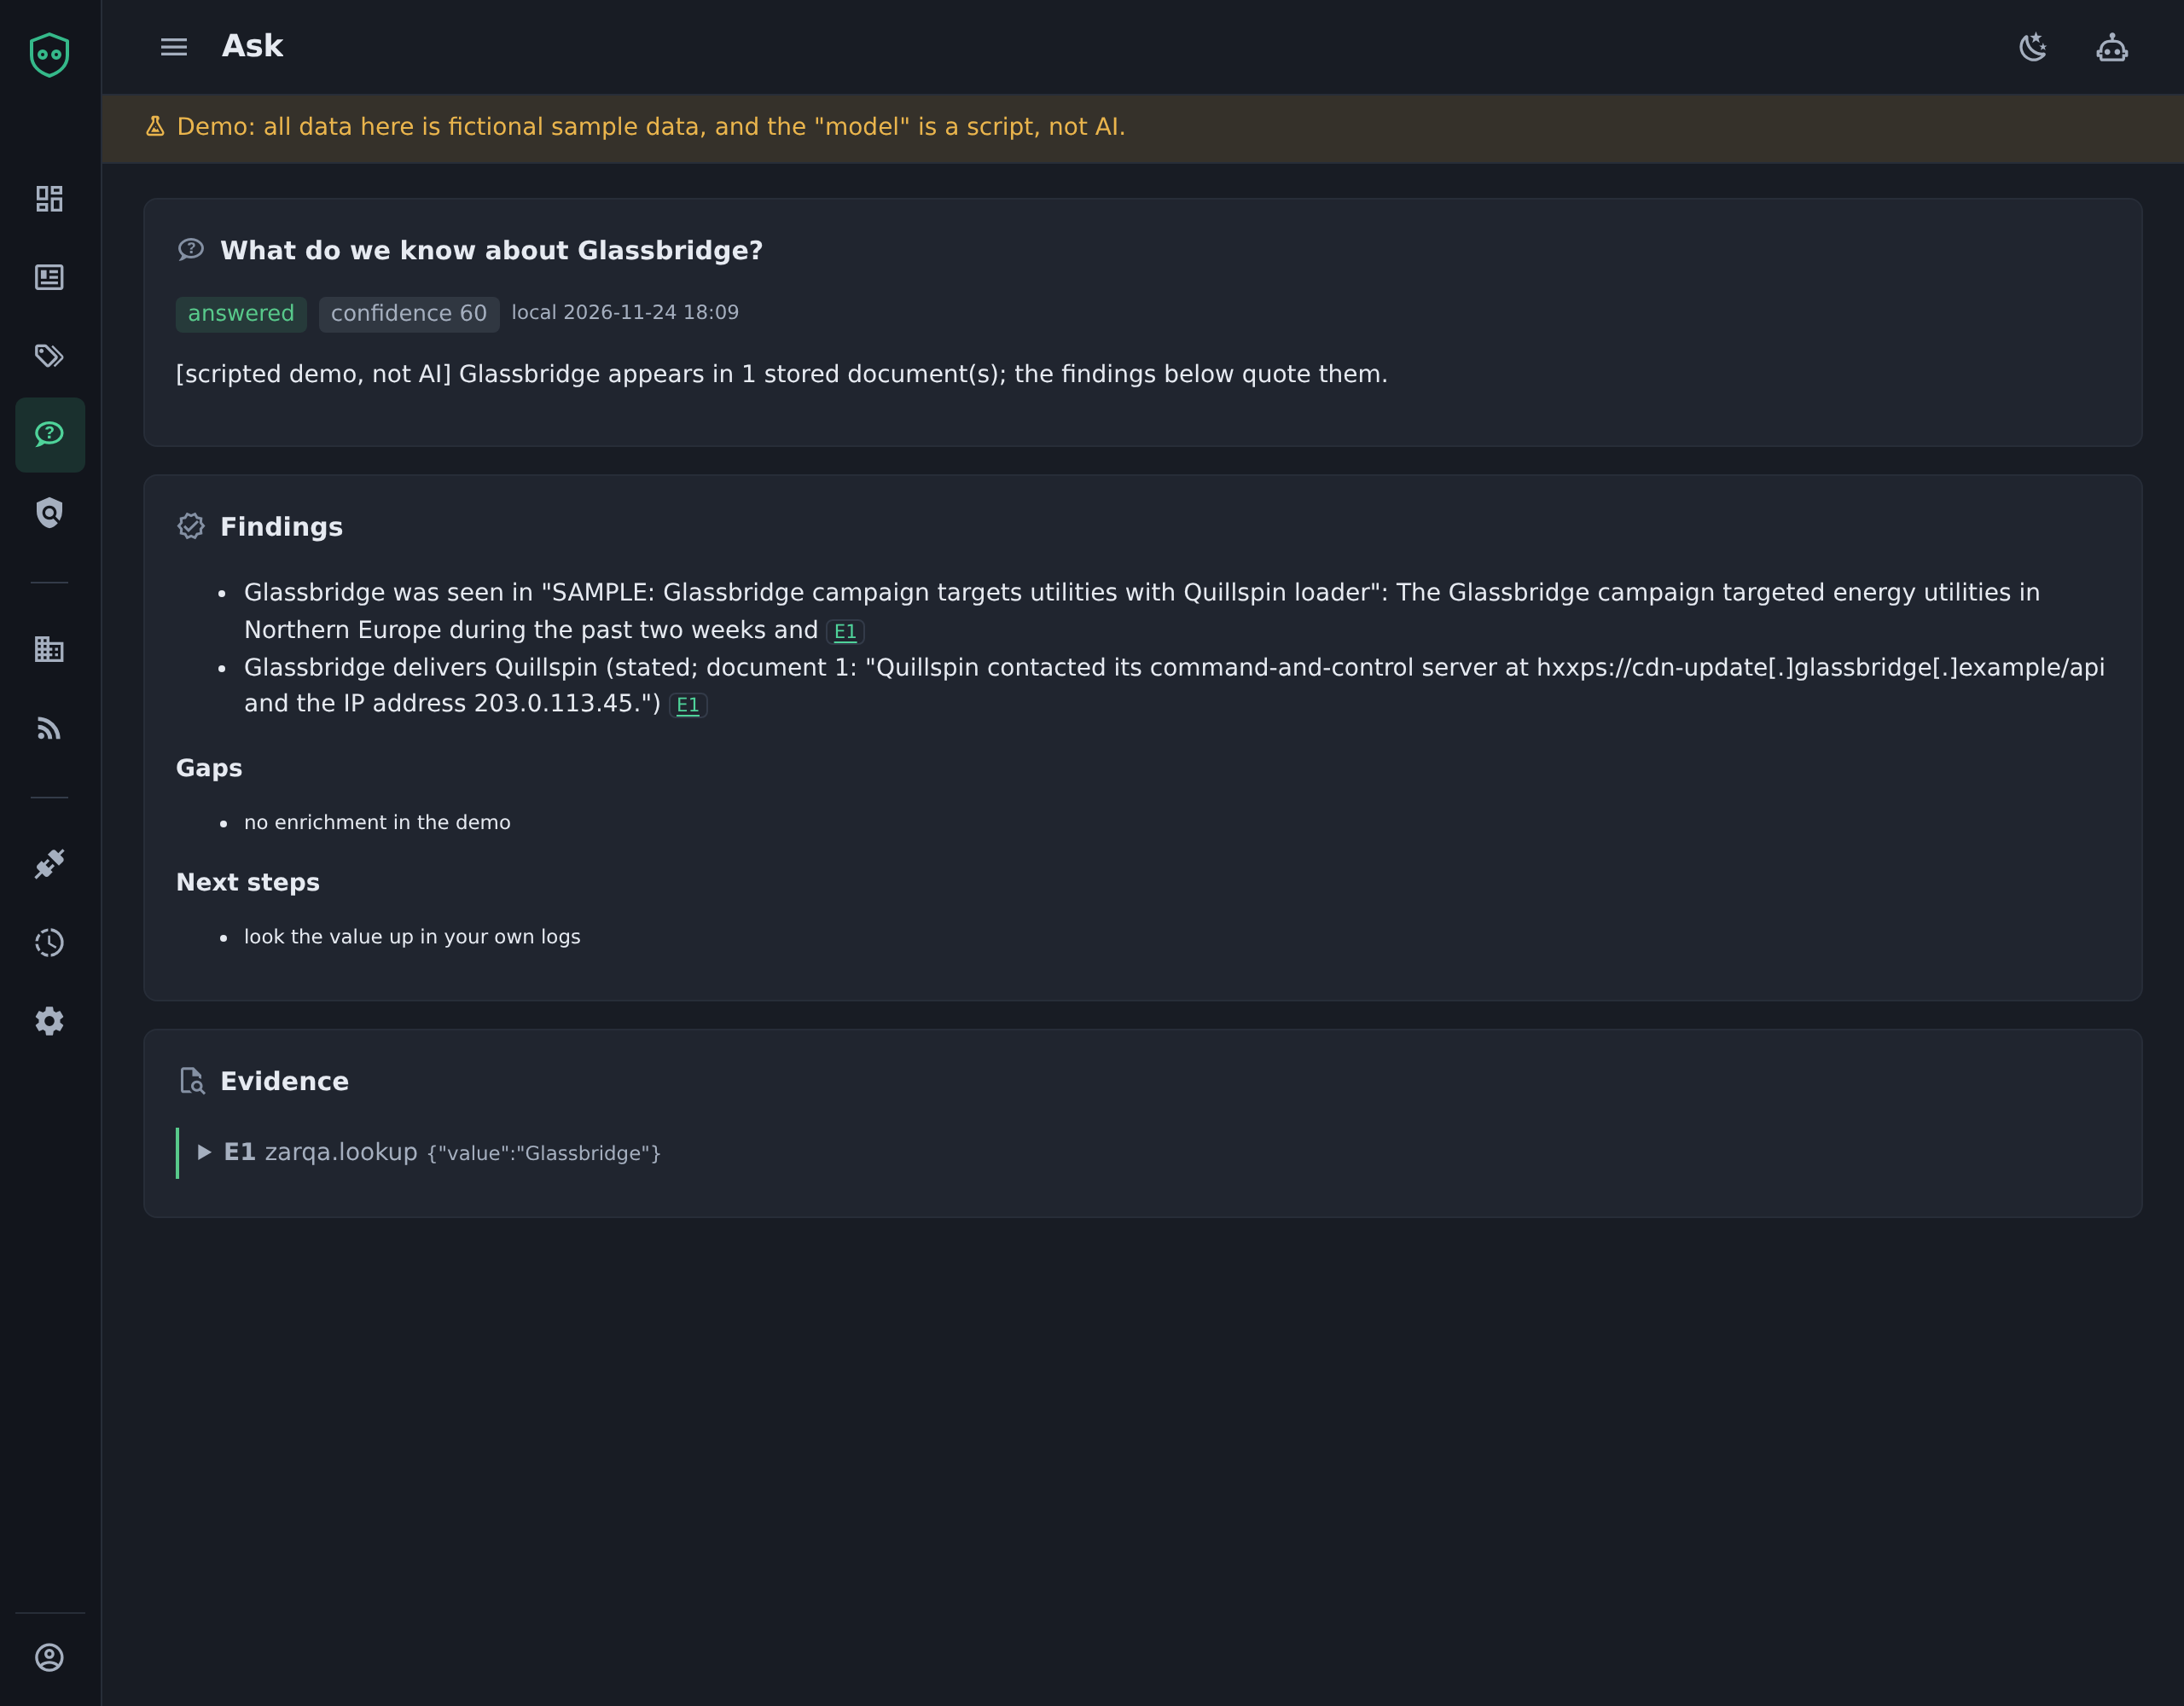 Ask
Demo: all data here is fictional sample data, and the "model" is a script, not AI.
What do we know about Glassbridge?
answered confidence 60 local 2026-11-24 18:09
[scripted demo, not AI] Glassbridge appears in 1 stored document(s); the findings below quote them.
Findings
• Glassbridge was seen in "SAMPLE: Glassbridge campaign targets utilities with Quillspin loader": The Glassbridge campaign targeted energy utilities in
Northern Europe during the past two weeks and E1
• Glassbridge delivers Quillspin (stated; document 1: "Quillspin contacted its command-and-control server at hxxps://cdn-update[.]glassbridge[.]example/api
and the IP address 203.0.113.45.") E1
Gaps
• no enrichment in the demo
Next steps
• look the value up in your own logs
Evidence
E1 zarqa.lookup {"value":"Glassbridge"}